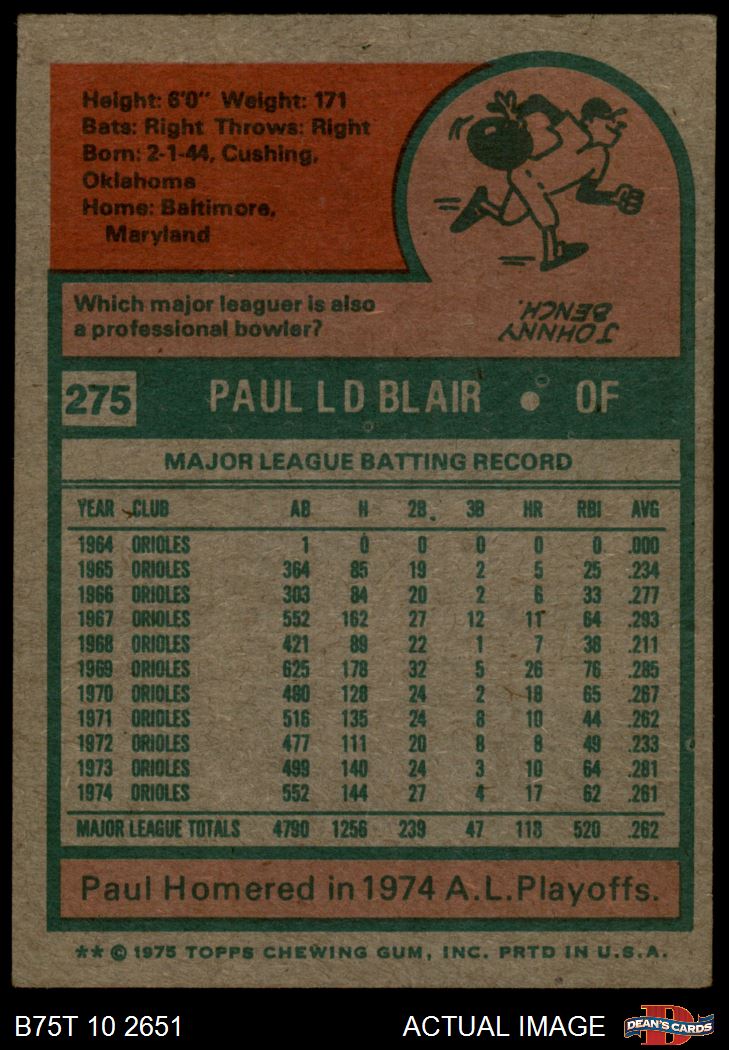 Height: 6'0" Weight: 171
Bats: Right Throws: Right
Born: 2-1-44, Cushing,
Oklahoma
Home: Baltimore,
Maryland
Which major leaguer is also
a professional bowler?
JOHNNY
BENCH.
275 PAUL L D BLAIR • OF
MAJOR LEAGUE BATTING RECORD
YEAR CLUB AB H 2B. 3B HR RBI AVG
1964 ORIOLES 1 0 0 0 0 0 .000
1965 ORIOLES 364 85 19 2 5 25 .234
1966 ORIOLES 303 84 20 2 6 33 .277
1967 ORIOLES 552 162 27 12 11 64 .293
1968 ORIOLES 421 89 22 1 7 38 .211
1969 ORIOLES 625 178 32 5 26 76 .285
1970 ORIOLES 480 128 24 2 18 65 .267
1971 ORIOLES 516 135 24 8 10 44 .262
1972 ORIOLES 477 111 20 8 8 49 .233
1973 ORIOLES 499 140 24 3 10 64 .281
1974 ORIOLES 552 144 27 4 17 62 .261
MAJOR LEAGUE TOTALS 4790 1256 239 47 118 520 .262
Paul Homered in 1974 A.L. Playoffs.
** © 1975 TOPPS CHEWING GUM, INC. PRTD IN U.S.A.
B75T 10 2651 ACTUAL IMAGE DEAN'S CARDS